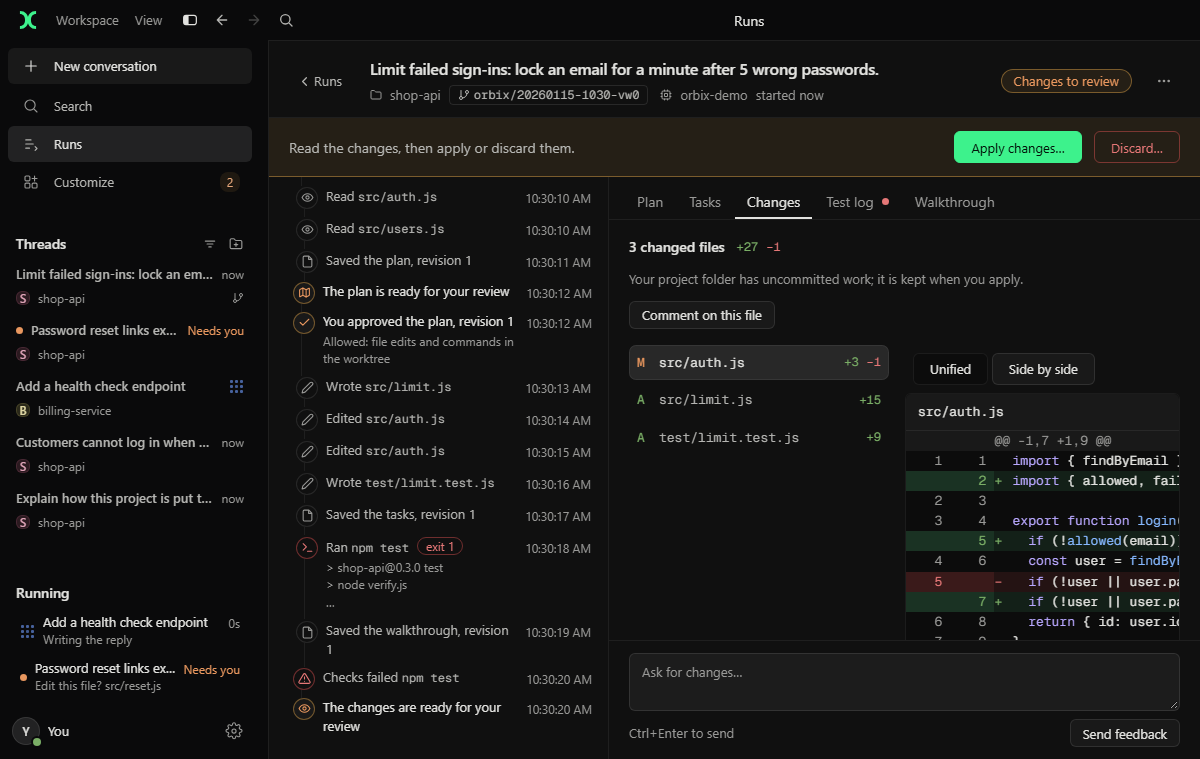 Workspace View
Runs
New conversation
Search
Runs
Customize 2
Threads
Limit failed sign-ins: lock an em... now
S shop-api
Password reset links ex... Needs you
S shop-api
Add a health check endpoint
B billing-service
Customers cannot log in when ... now
S shop-api
Explain how this project is put t... now
S shop-api
Running
Add a health check endpoint 0s
Writing the reply
Password reset links ex... Needs you
Edit this file? src/reset.js
Y You
Runs
Limit failed sign-ins: lock an email for a minute after 5 wrong passwords.
shop-api orbix/20260115-1030-vw0 orbix-demo started now
Changes to review
Read the changes, then apply or discard them.
Apply changes...
Discard...
Read src/auth.js 10:30:10 AM
Read src/users.js 10:30:10 AM
Saved the plan, revision 1 10:30:11 AM
The plan is ready for your review 10:30:12 AM
You approved the plan, revision 1 10:30:12 AM
Allowed: file edits and commands in
the worktree
Wrote src/limit.js 10:30:13 AM
Edited src/auth.js 10:30:14 AM
Edited src/auth.js 10:30:15 AM
Wrote test/limit.test.js 10:30:16 AM
Saved the tasks, revision 1 10:30:17 AM
Ran npm test exit 1 10:30:18 AM
> shop-api@0.3.0 test
> node verify.js
...
Saved the walkthrough, revision 10:30:19 AM
1
Checks failed npm test 10:30:20 AM
The changes are ready for your 10:30:20 AM
review
Plan Tasks Changes Test log Walkthrough
3 changed files +27 −1
Your project folder has uncommitted work; it is kept when you apply.
Comment on this file
M src/auth.js +3 −1
A src/limit.js +15
A test/limit.test.js +9
Unified Side by side
src/auth.js
@@ -1,7 +1,9 @@
1 1 import { findByEmail }
2 + import { allowed, fai
2 3
3 4 export function login(
5 + if (!allowed(email)
4 6 const user = findByE
5 − if (!user || user.pa
7 + if (!user || user.pa
6 8 return { id: user.id
7 9 }
Ask for changes...
Ctrl+Enter to send
Send feedback